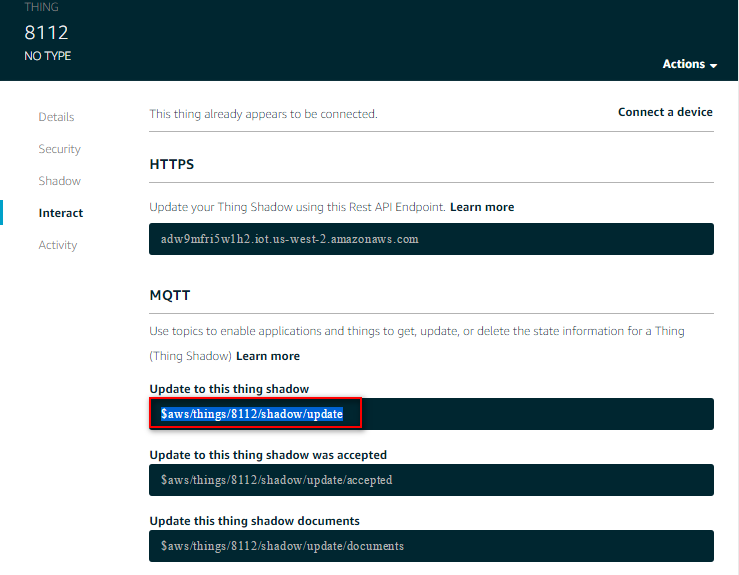 THING
8112
NO TYPE
Actions
Details
Security
Shadow
Interact
Activity
This thing already appears to be connected.
Connect a device
HTTPS
Update your Thing Shadow using this Rest API Endpoint. Learn more
adw9mfri5w1h2.iot.us-west-2.amazonaws.com
MQTT
Use topics to enable applications and things to get, update, or delete the state information for a Thing
(Thing Shadow) Learn more
Update to this thing shadow
$aws/things/8112/shadow/update
Update to this thing shadow was accepted
$aws/things/8112/shadow/update/accepted
Update this thing shadow documents
$aws/things/8112/shadow/update/documents